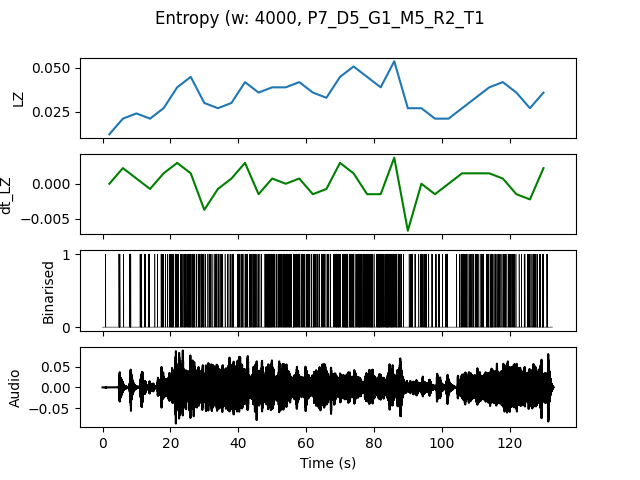 Entropy (w: 4000, P7_D5_G1_M5_R2_T1
0.050
0.025
LZ
0.000
−0.005
dt_LZ
1
0
Binarised
0.05
0.00
−0.05
Audio
0 20 40 60 80 100 120
Time (s)